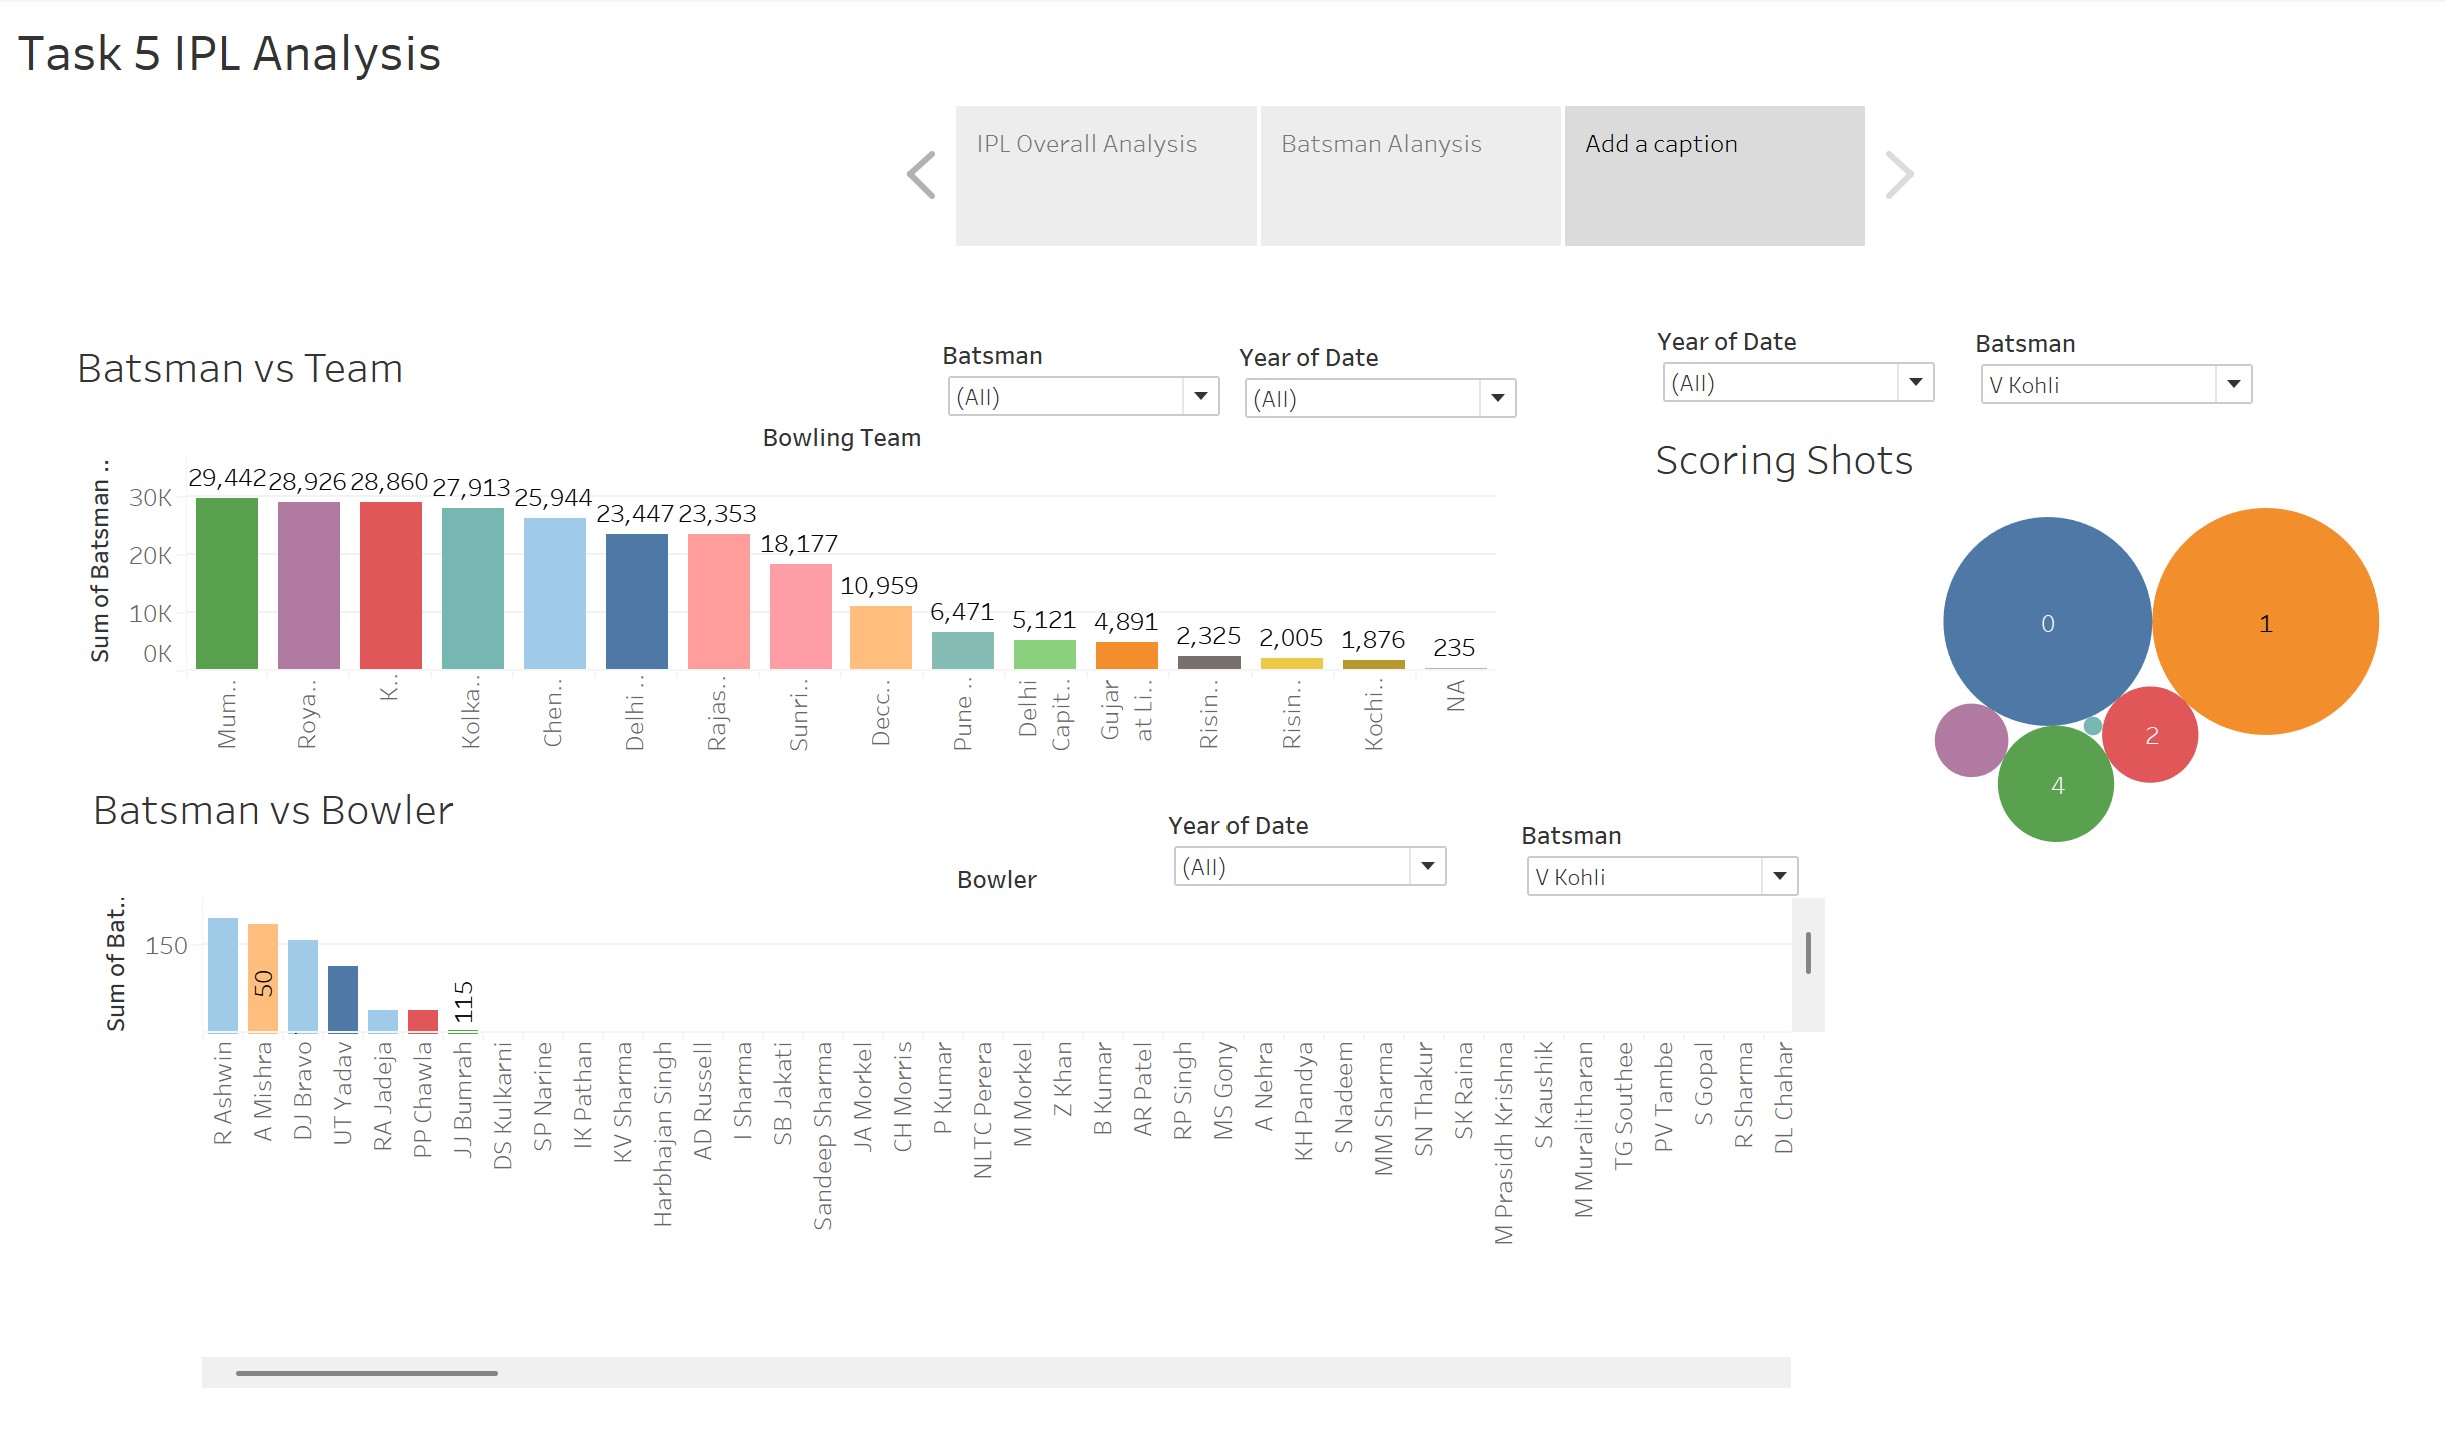 Task 5 IPL Analysis
IPL Overall Analysis
Batsman Alanysis
Add a caption
Batsman vs Team
Batsman
(All)
Year of Date
(All)
Year of Date
(All)
Batsman
V Kohli
Bowling Team
Scoring Shots
Sum of Batsman ..
30K
20K
10K
0K
29,442
28,926
28,860
27,913
25,944
23,447
23,353
18,177
10,959
6,471
5,121
4,891
2,325
2,005
1,876
235
Mum..
Roya..
K..
Kolka..
Chen..
Delhi ..
Rajas..
Sunri..
Decc..
Pune ..
Delhi
Capit..
Gujar
at Li..
Risin..
Risin..
Kochi..
NA
0
1
2
4
Batsman vs Bowler
Year of Date
(All)
Batsman
V Kohli
Bowler
Sum of Bat..
150
50
115
R Ashwin
A Mishra
DJ Bravo
UT Yadav
RA Jadeja
PP Chawla
JJ Bumrah
DS Kulkarni
SP Narine
IK Pathan
KV Sharma
Harbhajan Singh
AD Russell
I Sharma
SB Jakati
Sandeep Sharma
JA Morkel
CH Morris
P Kumar
NLTC Perera
M Morkel
Z Khan
B Kumar
AR Patel
RP Singh
MS Gony
A Nehra
KH Pandya
S Nadeem
MM Sharma
SN Thakur
SK Raina
M Prasidh Krishna
S Kaushik
M Muralitharan
TG Southee
PV Tambe
S Gopal
R Sharma
DL Chahar